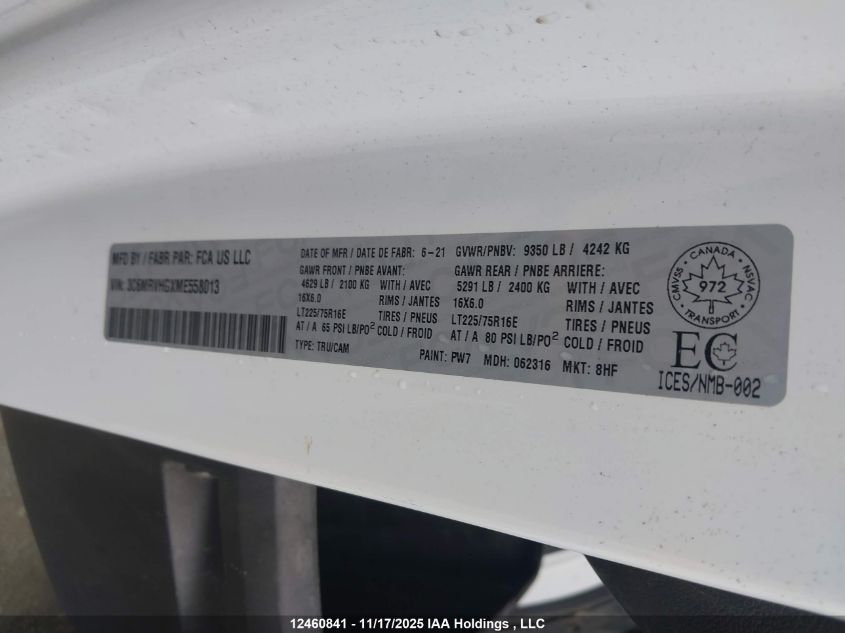 MFD BY / FABR PAR: FCA US LLC
VIN: 3C6MRVHGXME558013
DATE OF MFR / DATE DE FABR: 6-21 GVWR/PNBV: 9350 LB / 4242 KG
GAWR FRONT / PNBE AVANT: GAWR REAR / PNBE ARRIERE:
4629 LB / 2100 KG WITH / AVEC 5291 LB / 2400 KG WITH / AVEC
16X6.0 RIMS / JANTES 16X6.0 RIMS / JANTES
LT225/75R16E TIRES / PNEUS LT225/75R16E TIRES / PNEUS
AT / A 65 PSI LB/PO² COLD / FROID AT / A 80 PSI LB/PO² COLD / FROID
TYPE: TRU/CAM PAINT: PW7 MDH: 062316 MKT: 8HF
CANADA
CMVSS 972 NSVAC
TRANSPORT
EC
ICES/NMB-002
12460841 - 11/17/2025 IAA Holdings , LLC